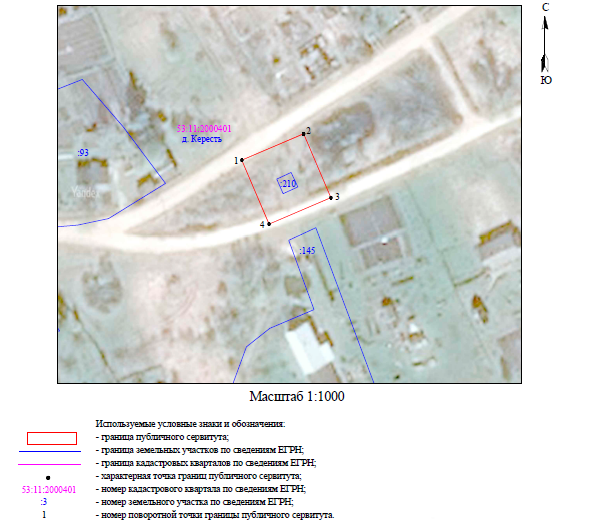 С
Ю
53:11:2000401
д. Кересть
:93
Yandex
1
2
:210
3
4
:145
Масштаб 1:1000
Используемые условные знаки и обозначения:
- граница публичного сервитута;
- граница земельных участков по сведениям ЕГРН;
- граница кадастровых кварталов по сведениям ЕГРН;
- характерная точка границ публичного сервитута;
53:11:2000401 - номер кадастрового квартала по сведениям ЕГРН;
:3 - номер земельного участка по сведениям ЕГРН;
1 - номер поворотной точки границы публичного сервитута.